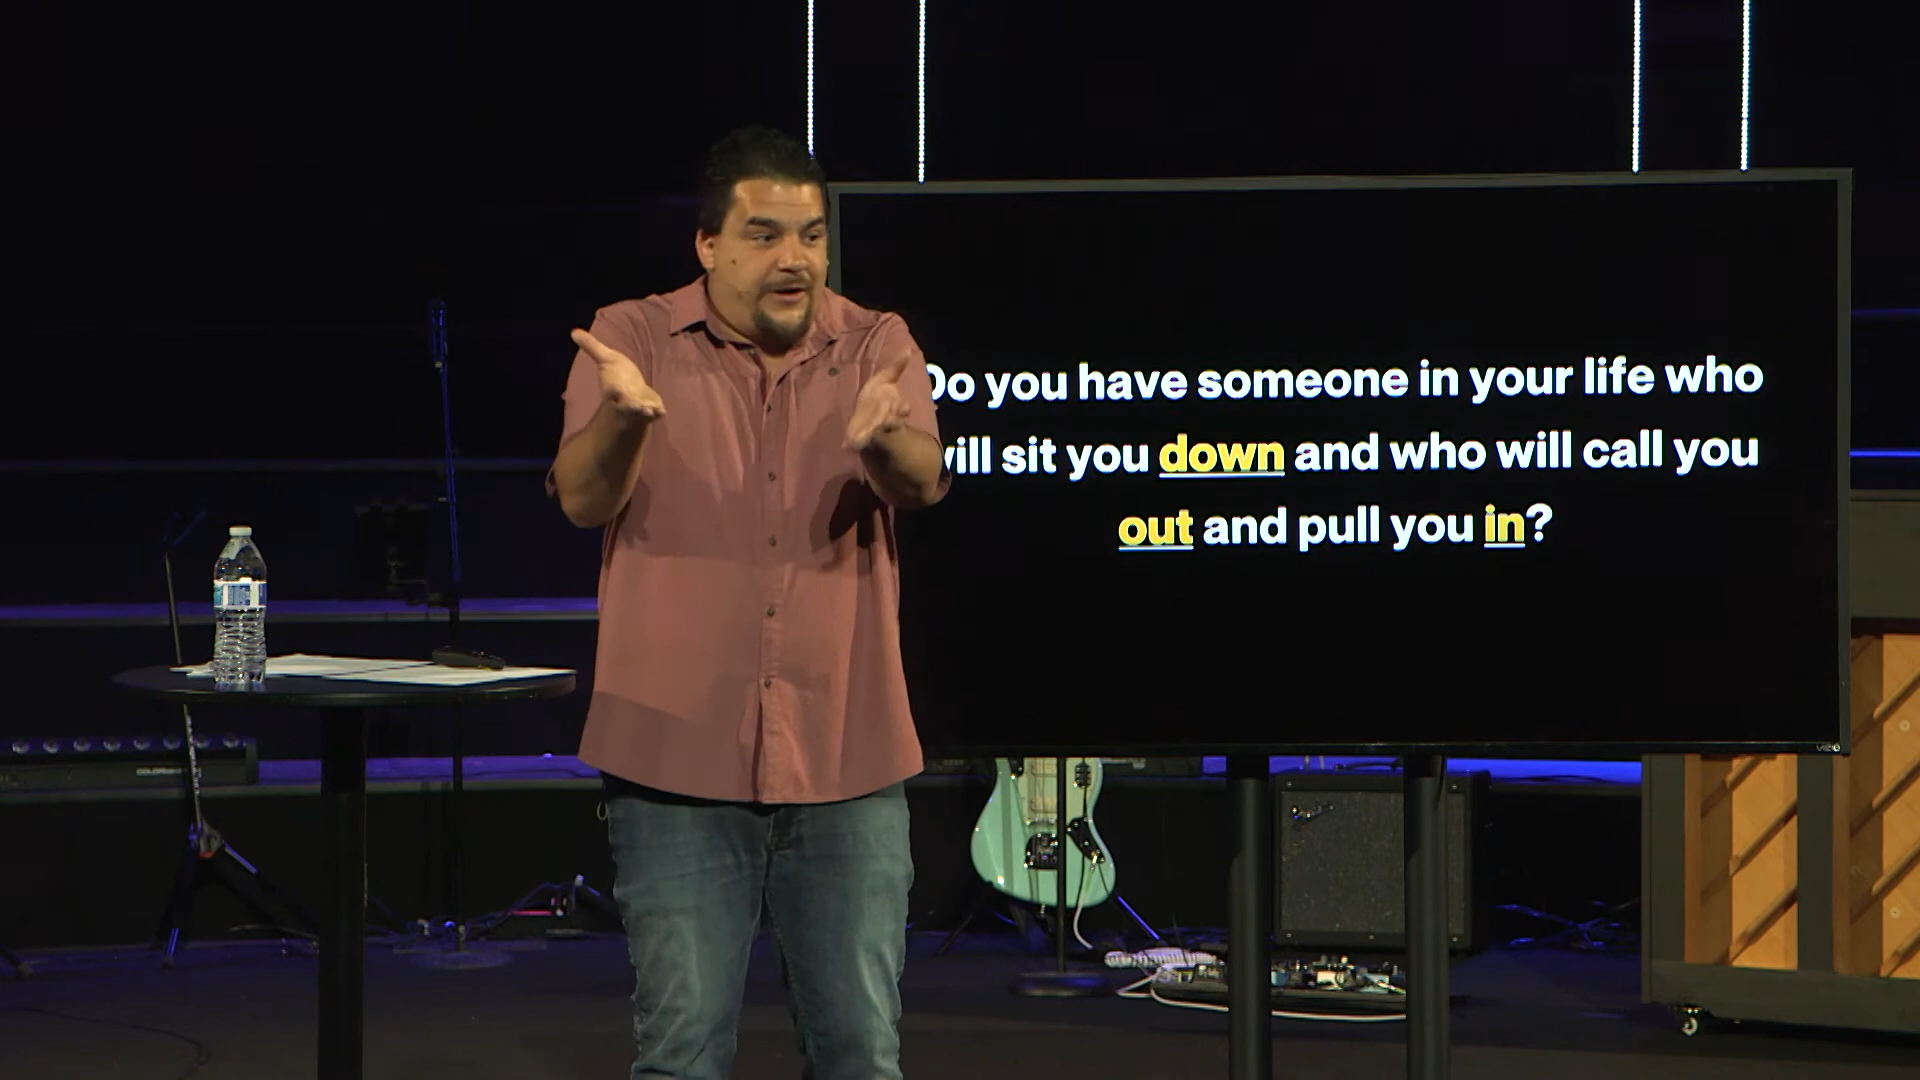 Do you have someone in your life who
will sit you down and who will call you
out and pull you in?
VIZIO